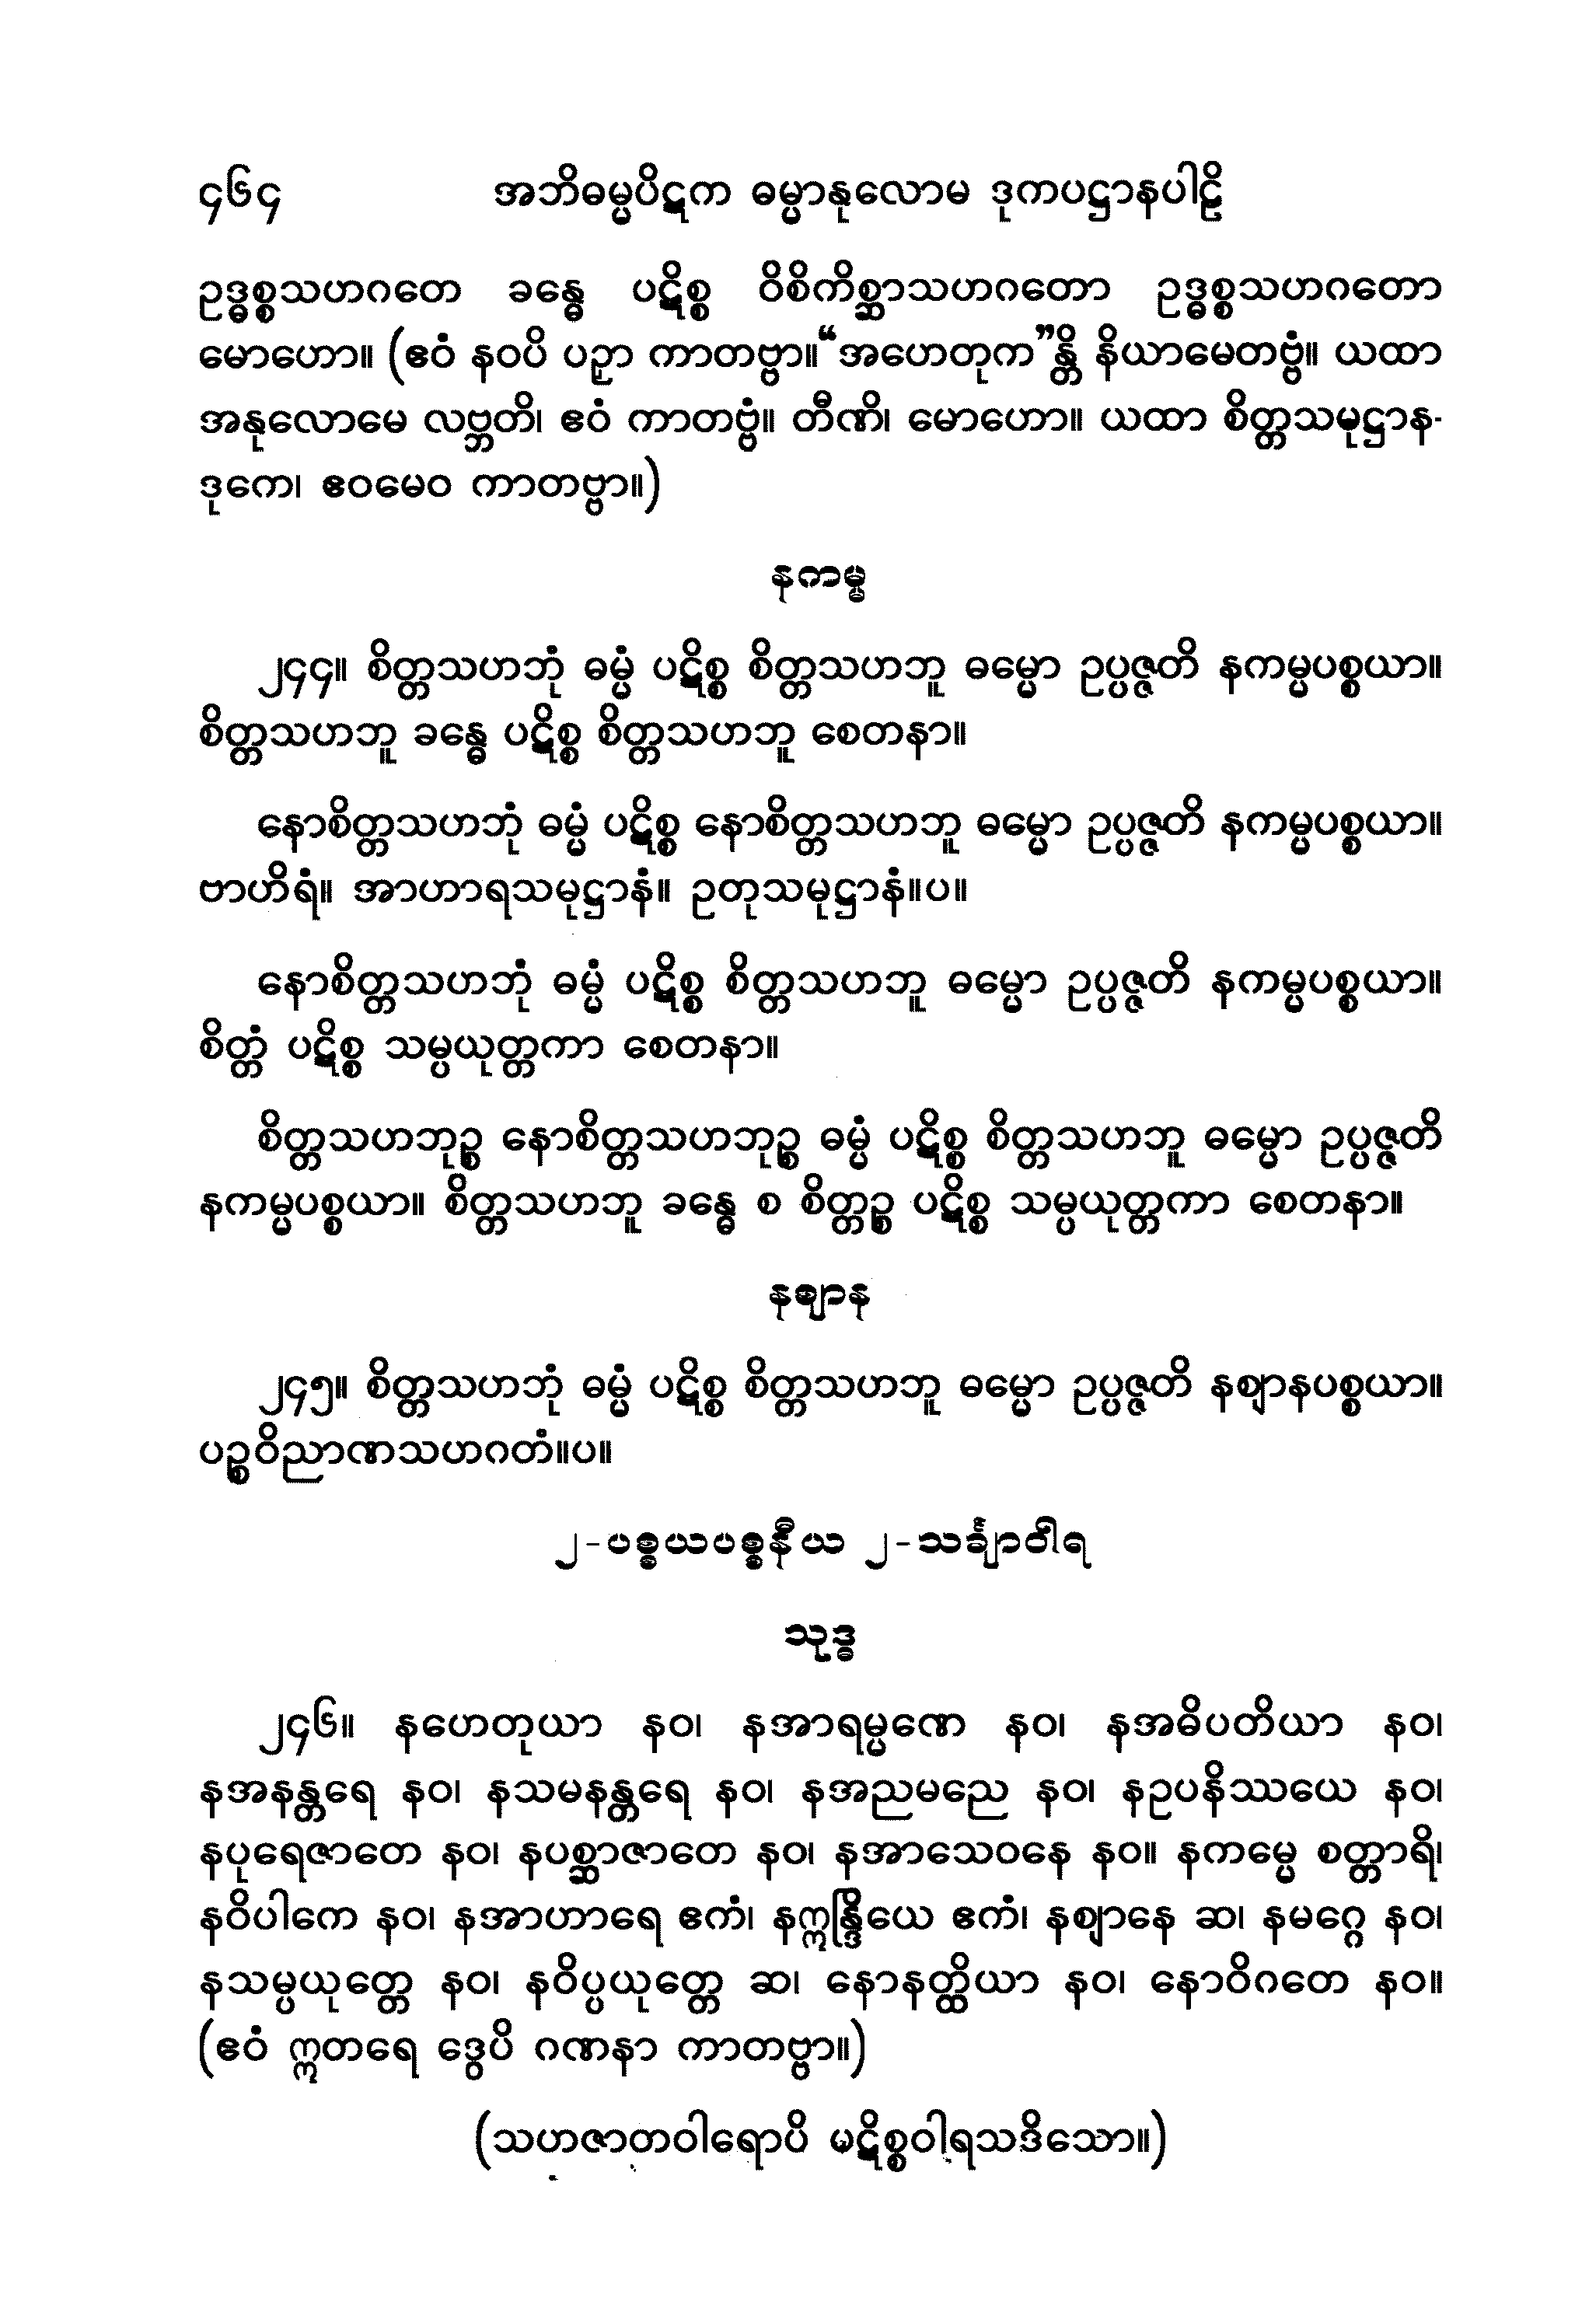 ၄၆၄ အဘိဓမ္မပိဋက ဓမ္မာနုလောမ ဒုကပဋ္ဌာနပါဠိ
ဥဒ္ဓစ္စသဟဂတေ ခန္ဓေ ပဋိစ္စ ဝိစိကိစ္ဆာသဟဂတော ဥဒ္ဓစ္စသဟဂတော
မောဟော။ (ဧဝံ နဝပိ ပဉှာ ကာတဗ္ဗာ။ “အဟေတုက”န္တိ နိယာမေတဗ္ဗံ။ ယထာ
အနုလောမေ လဗ္ဘတိ၊ ဧဝံ ကာတဗ္ဗံ။ တီဏိ၊ မောဟော။ ယထာ စိတ္တသမုဋ္ဌာန-
ဒုကေ၊ ဧဝမေဝ ကာတဗ္ဗာ။)
နကမ္မ
၂၄၄။ စိတ္တသဟဘုံ ဓမ္မံ ပဋိစ္စ စိတ္တသဟဘူ ဓမ္မော ဥပ္ပဇ္ဇတိ နကမ္မပစ္စယာ။
စိတ္တသဟဘူ ခန္ဓေ ပဋိစ္စ စိတ္တသဟဘူ စေတနာ။
နောစိတ္တသဟဘုံ ဓမ္မံ ပဋိစ္စ နောစိတ္တသဟဘူ ဓမ္မော ဥပ္ပဇ္ဇတိ နကမ္မပစ္စယာ။
ဗာဟိရံ။ အာဟာရသမုဋ္ဌာနံ။ ဥတုသမုဋ္ဌာနံ။ပ။
နောစိတ္တသဟဘုံ ဓမ္မံ ပဋိစ္စ စိတ္တသဟဘူ ဓမ္မော ဥပ္ပဇ္ဇတိ နကမ္မပစ္စယာ။
စိတ္တံ ပဋိစ္စ သမ္ပယုတ္တကာ စေတနာ။
စိတ္တသဟဘုဉ္စ နောစိတ္တသဟဘုဉ္စ ဓမ္မံ ပဋိစ္စ စိတ္တသဟဘူ ဓမ္မော ဥပ္ပဇ္ဇတိ
နကမ္မပစ္စယာ။ စိတ္တသဟဘူ ခန္ဓေ စ စိတ္တဉ္စ ပဋိစ္စ သမ္ပယုတ္တကာ စေတနာ။
နဈာန
၂၄၅။ စိတ္တသဟဘုံ ဓမ္မံ ပဋိစ္စ စိတ္တသဟဘူ ဓမ္မော ဥပ္ပဇ္ဇတိ နဈာနပစ္စယာ။
ပဉ္စဝိညာဏသဟဂတံ။ပ။
၂-ပစ္စယပစ္စနီယ ၂-သင်္ချာဝါရ
သုဒ္ဓ
၂၄၆။ နဟေတုယာ နဝ၊ နအာရမ္မဏေ နဝ၊ နအဓိပတိယာ နဝ၊
နအနန္တရေ နဝ၊ နသမနန္တရေ နဝ၊ နအညမညေ နဝ၊ နဥပနိဿယေ နဝ၊
နပုရေဇာတေ နဝ၊ နပစ္ဆာဇာတေ နဝ၊ နအာသေဝနေ နဝ။ နကမ္မေ စတ္တာရိ၊
နဝိပါကေ နဝ၊ နအာဟာရေ ဧကံ၊ နဣန္ဒြိယေ ဧကံ၊ နဈာနေ ဆ၊ နမဂ္ဂေ နဝ၊
နသမ္ပယုတ္တေ နဝ၊ နဝိပ္ပယုတ္တေ ဆ၊ နောနတ္ထိယာ နဝ၊ နောဝိဂတေ နဝ။
(ဧဝံ ဣတရေ ဒွေပိ ဂဏနာ ကာတဗ္ဗာ။)
(သဟဇာတဝါရောပိ မဋိစ္စဝါရသဒိသော။)